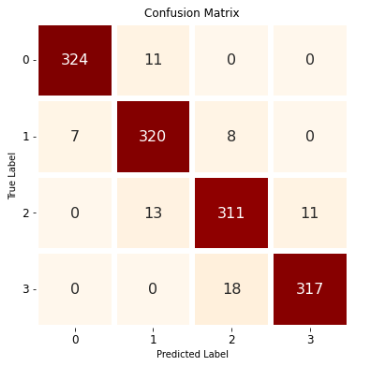 Confusion Matrix
True Label
0 324 11 0 0
1 7 320 8 0
2 0 13 311 11
3 0 0 18 317
0 1 2 3
Predicted Label